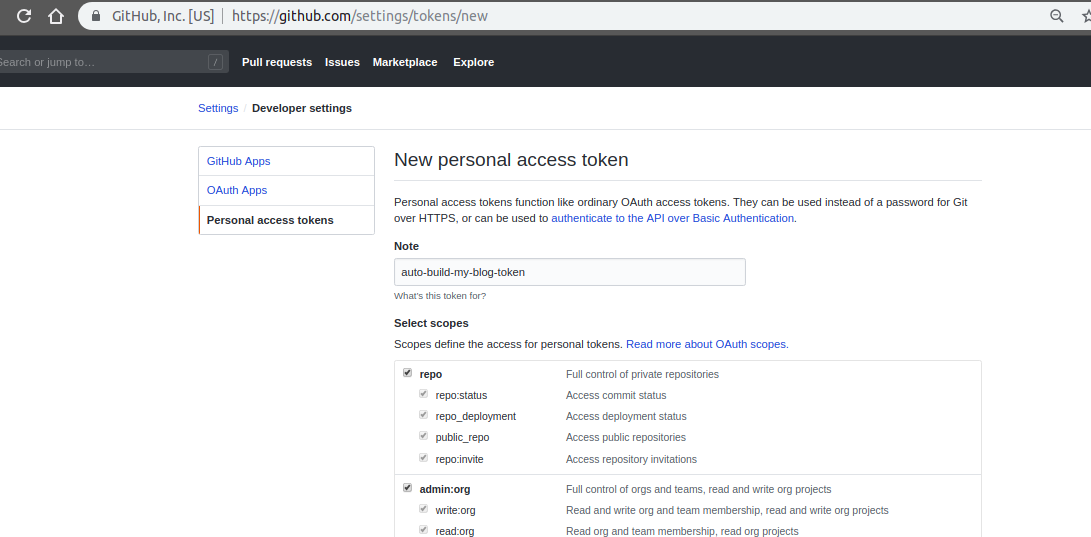 GitHub, Inc. [US] | https://github.com/settings/tokens/new
Search or jump to… / Pull requests Issues Marketplace Explore
Settings / Developer settings
GitHub Apps
OAuth Apps
Personal access tokens
New personal access token
Personal access tokens function like ordinary OAuth access tokens. They can be used instead of a password for Git
over HTTPS, or can be used to authenticate to the API over Basic Authentication.
Note
auto-build-my-blog-token
What's this token for?
Select scopes
Scopes define the access for personal tokens. Read more about OAuth scopes.
repo Full control of private repositories
repo:status Access commit status
repo_deployment Access deployment status
public_repo Access public repositories
repo:invite Access repository invitations
admin:org Full control of orgs and teams, read and write org projects
write:org Read and write org and team membership, read and write org projects
read:org Read org and team membership, read org projects